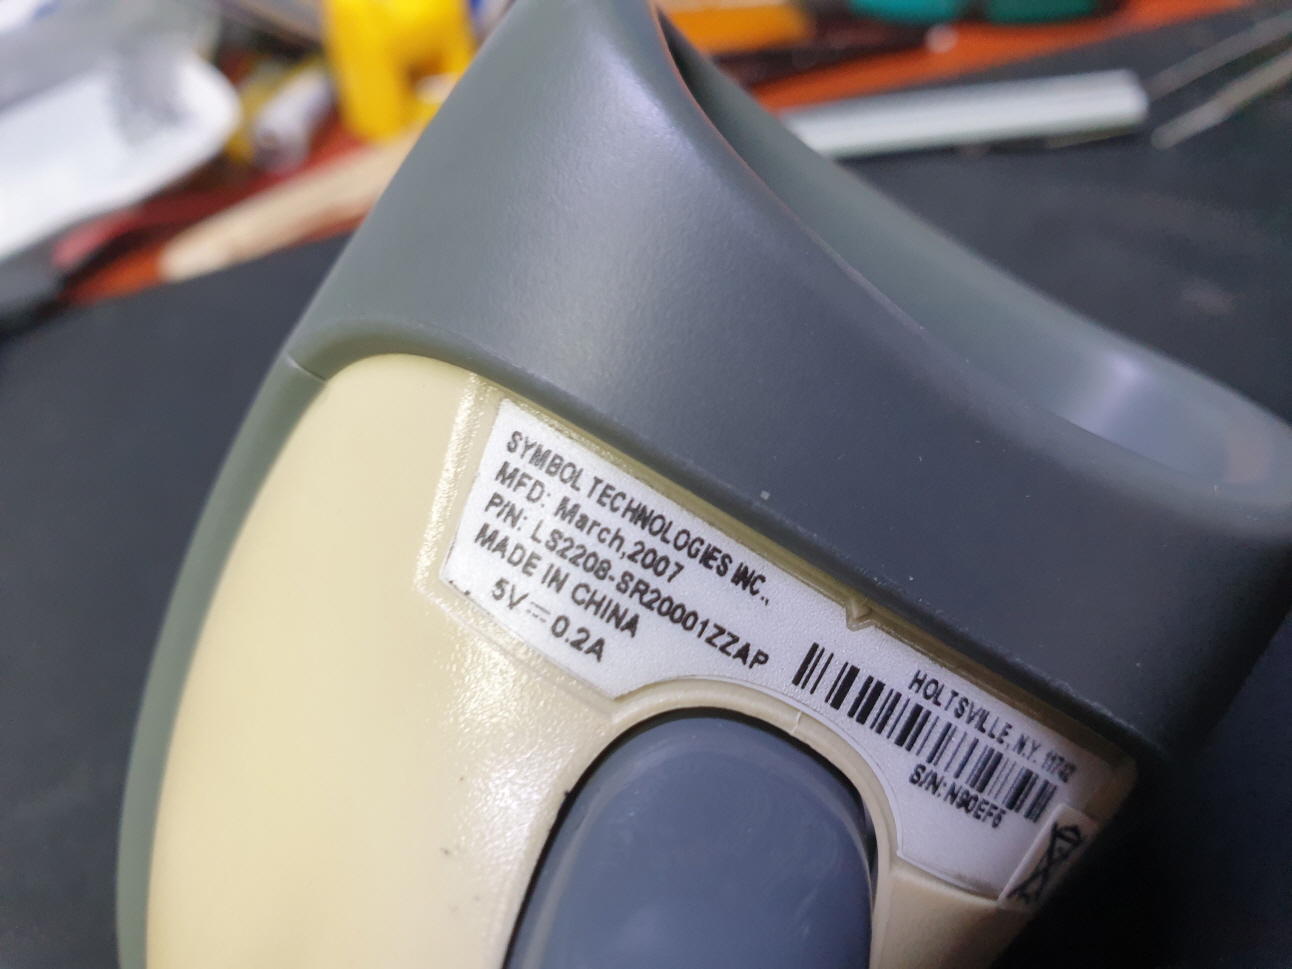 SYMBOL TECHNOLOGIES INC.,
MFD: March,2007
P/N: LS2208-SR20001ZZAP
MADE IN CHINA
5V⎓0.2A
HOLTSVILLE, N.Y. 11742
S/N: N90EF6